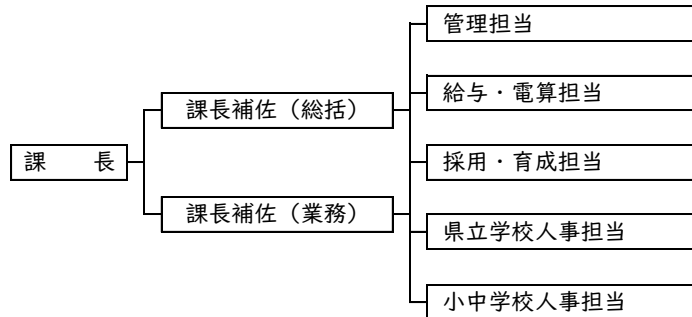 課　　長
課長補佐（総括）
課長補佐（業務）
管理担当
給与・電算担当
採用・育成担当
県立学校人事担当
小中学校人事担当